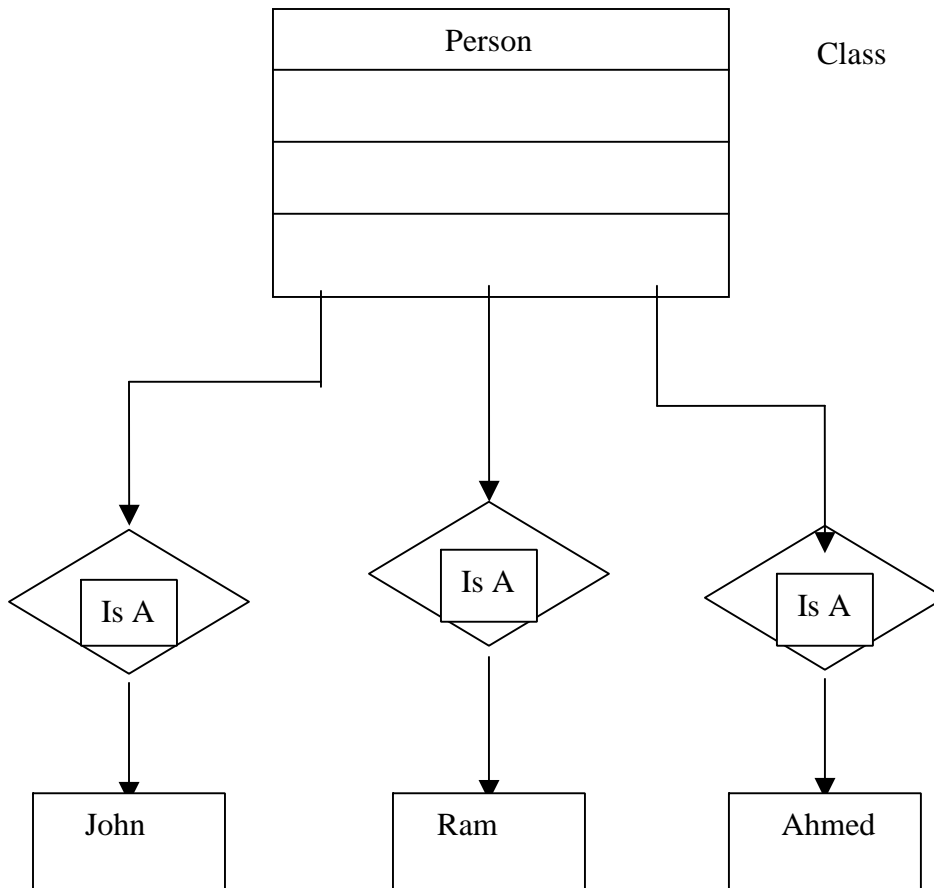 Person
Class
Is A
Is A
Is A
John
Ram
Ahmed